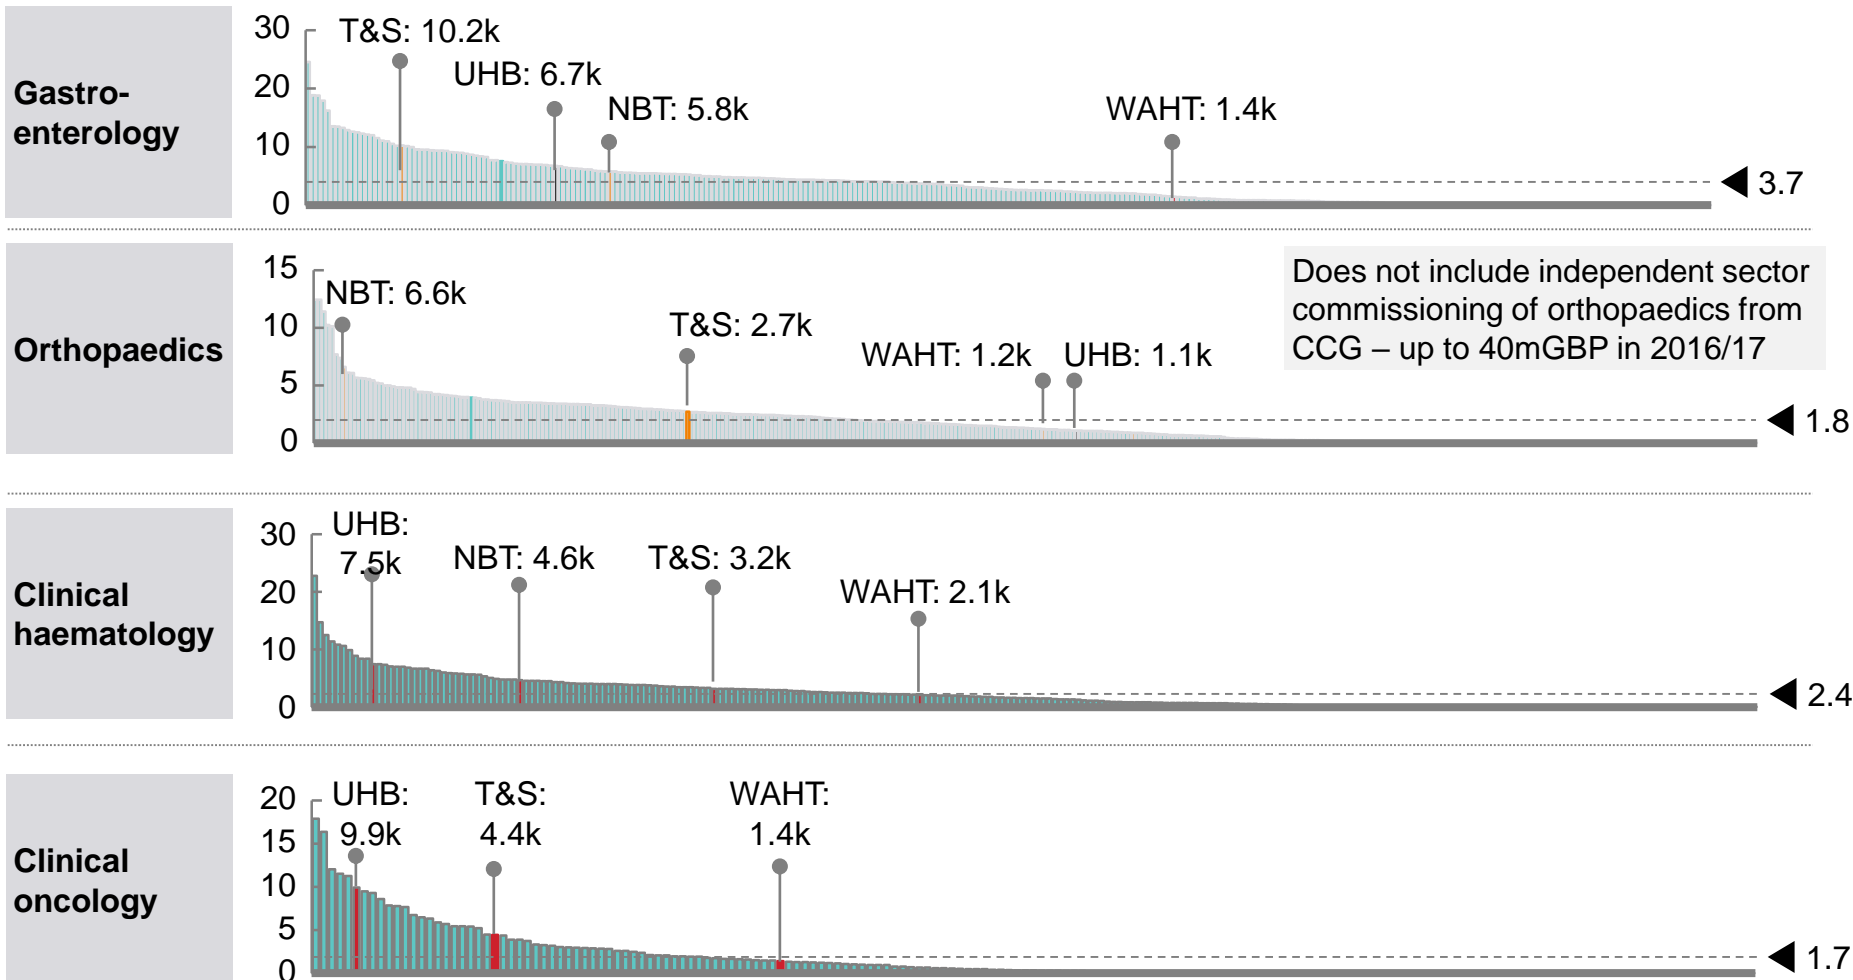 Gastro-
enterology
30
20
10
0
T&S: 10.2k
UHB: 6.7k
NBT: 5.8k
WAHT: 1.4k
3.7
Orthopaedics
15
10
5
0
NBT: 6.6k
T&S: 2.7k
WAHT: 1.2k
UHB: 1.1k
Does not include independent sector
commissioning of orthopaedics from
CCG – up to 40mGBP in 2016/17
1.8
Clinical
haematology
30
20
10
0
UHB:
7.5k
NBT: 4.6k
T&S: 3.2k
WAHT: 2.1k
2.4
Clinical
oncology
20
15
10
5
0
UHB:
9.9k
T&S:
4.4k
WAHT:
1.4k
1.7